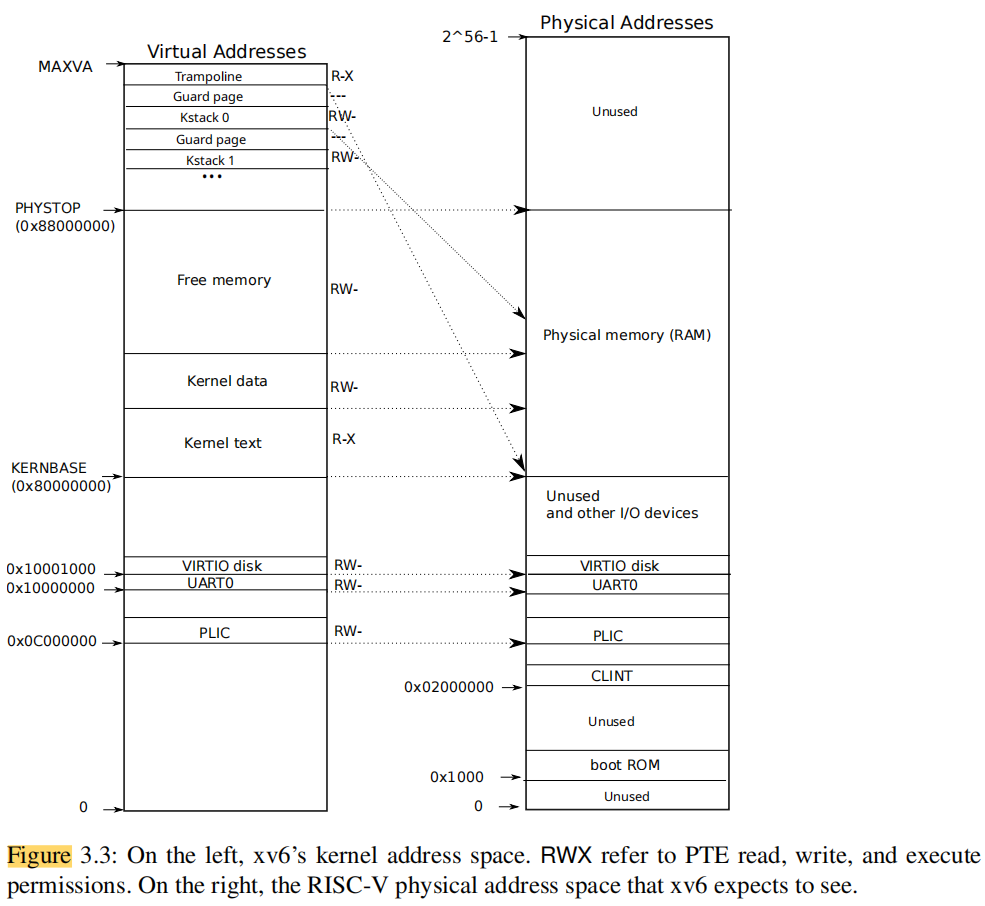 Physical Addresses
2^56-1
Virtual Addresses
MAXVA
Trampoline
R-X
Guard page
---
Kstack 0
RW-
Guard page
---
Kstack 1
RW-
...
Unused
PHYSTOP
(0x88000000)
Free memory
RW-
Physical memory (RAM)
Kernel data
RW-
Kernel text
R-X
KERNBASE
(0x80000000)
Unused
and other I/O devices
0x10001000
VIRTIO disk
RW-
VIRTIO disk
0x10000000
UART0
RW-
UART0
0x0C000000
PLIC
RW-
PLIC
CLINT
0x02000000
Unused
boot ROM
0x1000
Unused
0
0
Figure 3.3: On the left, xv6's kernel address space. RWX refer to PTE read, write, and execute
permissions. On the right, the RISC-V physical address space that xv6 expects to see.